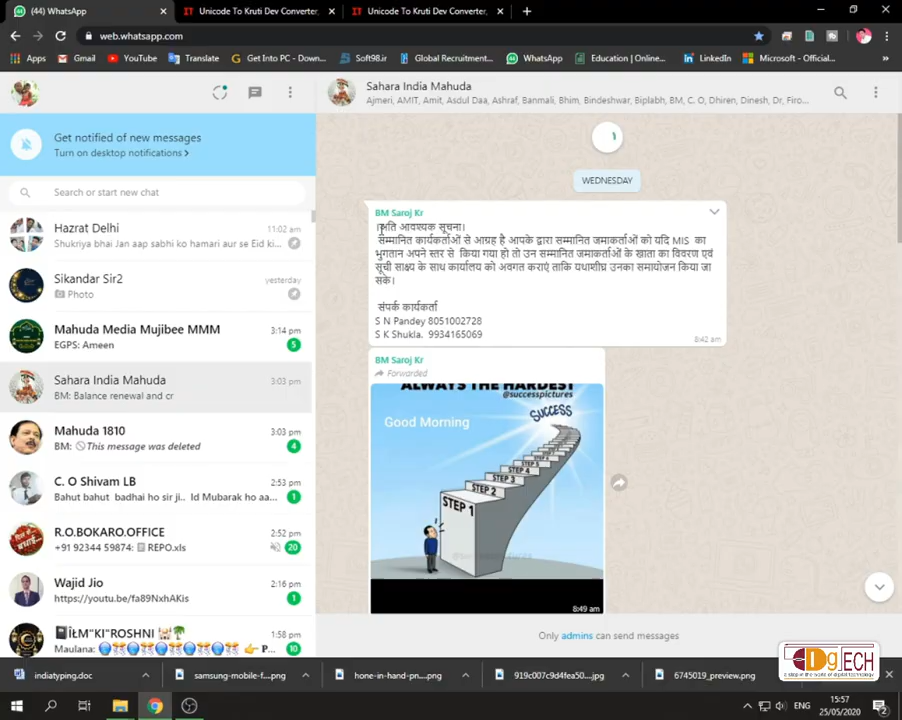 (44) WhatsApp
Unicode To Kruti Dev Converter,
Unicode To Kruti Dev Converter,
web.whatsapp.com
Apps
Gmail
YouTube
Translate
Get Into PC - Down...
Soft98.ir
Global Recruitment...
WhatsApp
Education | Online...
LinkedIn
Microsoft - Official...
Sahara India Mahuda
Ajmeri, AMIT, Amit, Asdul Daa, Ashraf, Banmali, Bhim, Bindeshwar, Biplabh, BM, C. O, Dhiren, Dinesh, Dr, Firo...
Get notified of new messages
Turn on desktop notifications >
Search or start new chat
Hazrat Delhi
11:02 am
Shukriya bhai Jan aap sabhi ko hamari aur se Eid ki...
Sikandar Sir2
yesterday
Photo
Mahuda Media Mujibee MMM
3:14 pm
EGPS: Ameen
5
Sahara India Mahuda
3:03 pm
BM: Balance renewal and cr
Mahuda 1810
3:03 pm
BM: This message was deleted
4
C. O Shivam LB
2:53 pm
Bahut bahut badhai ho sir ji.. Id Mubarak ho aa...
1
R.O.BOKARO.OFFICE
2:52 pm
+91 92344 59874: REPO.xls
20
Wajid Jio
2:16 pm
https://youtu.be/fa89NxhAKis
1
ÎŁM"KI"ROSHNI
1:58 pm
Maulana:
10
WEDNESDAY
BM Saroj Kr
।अति आवश्यक सूचना।
सम्मानित कार्यकर्ताओं से आग्रह है आपके द्वारा सम्मानित जमाकर्ताओं को यदि MIS का
भुगतान अपने स्तर से किया गया हो तो उन सम्मानित जमाकर्ताओं के खाता का विवरण एवं
सूची साक्ष्य के साथ कार्यालय को अवगत कराएं ताकि यथाशीघ्र उनका समायोजन किया जा
सके।
संपर्क कार्यकर्ता
S N Pandey 8051002728
S K Shukla. 9934165069
8:42 am
BM Saroj Kr
Forwarded
ALWAYS THE HARDEST
@successpictures
Good Morning
SUCCESS
STEP 5
STEP 4
STEP 3
STEP 2
STEP 1
8:49 am
Only admins can send messages
EDgTECH
a step in the world of digital technology
indiatyping.doc
samsung-mobile-f....png
hone-in-hand-pn....png
919c007c9d4fea50....jpg
6745019_preview.png
Show all
ENG
15:57
25/05/2020
2